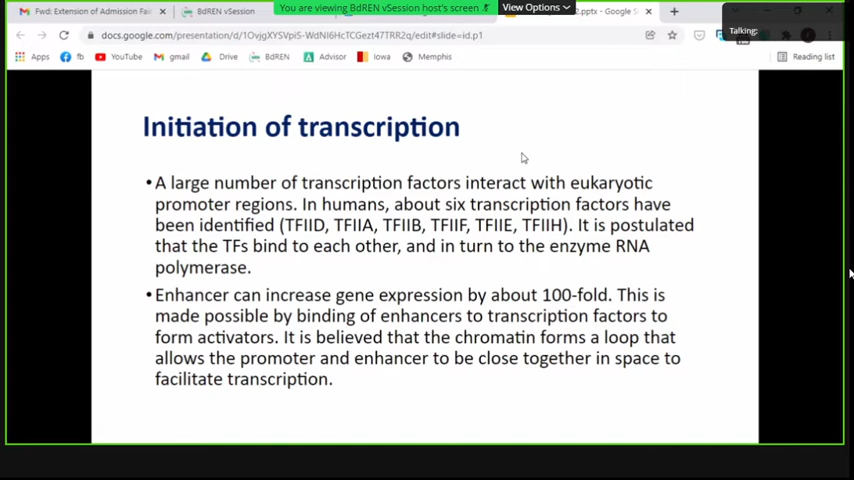 You are viewing BdREN vSession host's screen
View Options
Fwd: Extension of Admission Fair
BdREN vSession
.pptx - Google S
Talking:
docs.google.com/presentation/d/1OvjgXYSVpiS-WdNI6HcTCGezt47TRR2q/edit#slide=id.p1
Apps
fb
YouTube
gmail
Drive
BdREN
Advisor
Iowa
Memphis
Reading list
Initiation of transcription
•A large number of transcription factors interact with eukaryotic
promoter regions. In humans, about six transcription factors have
been identified (TFIID, TFIIA, TFIIB, TFIIF, TFIIE, TFIIH). It is postulated
that the TFs bind to each other, and in turn to the enzyme RNA
polymerase.
•Enhancer can increase gene expression by about 100-fold. This is
made possible by binding of enhancers to transcription factors to
form activators. It is believed that the chromatin forms a loop that
allows the promoter and enhancer to be close together in space to
facilitate transcription.